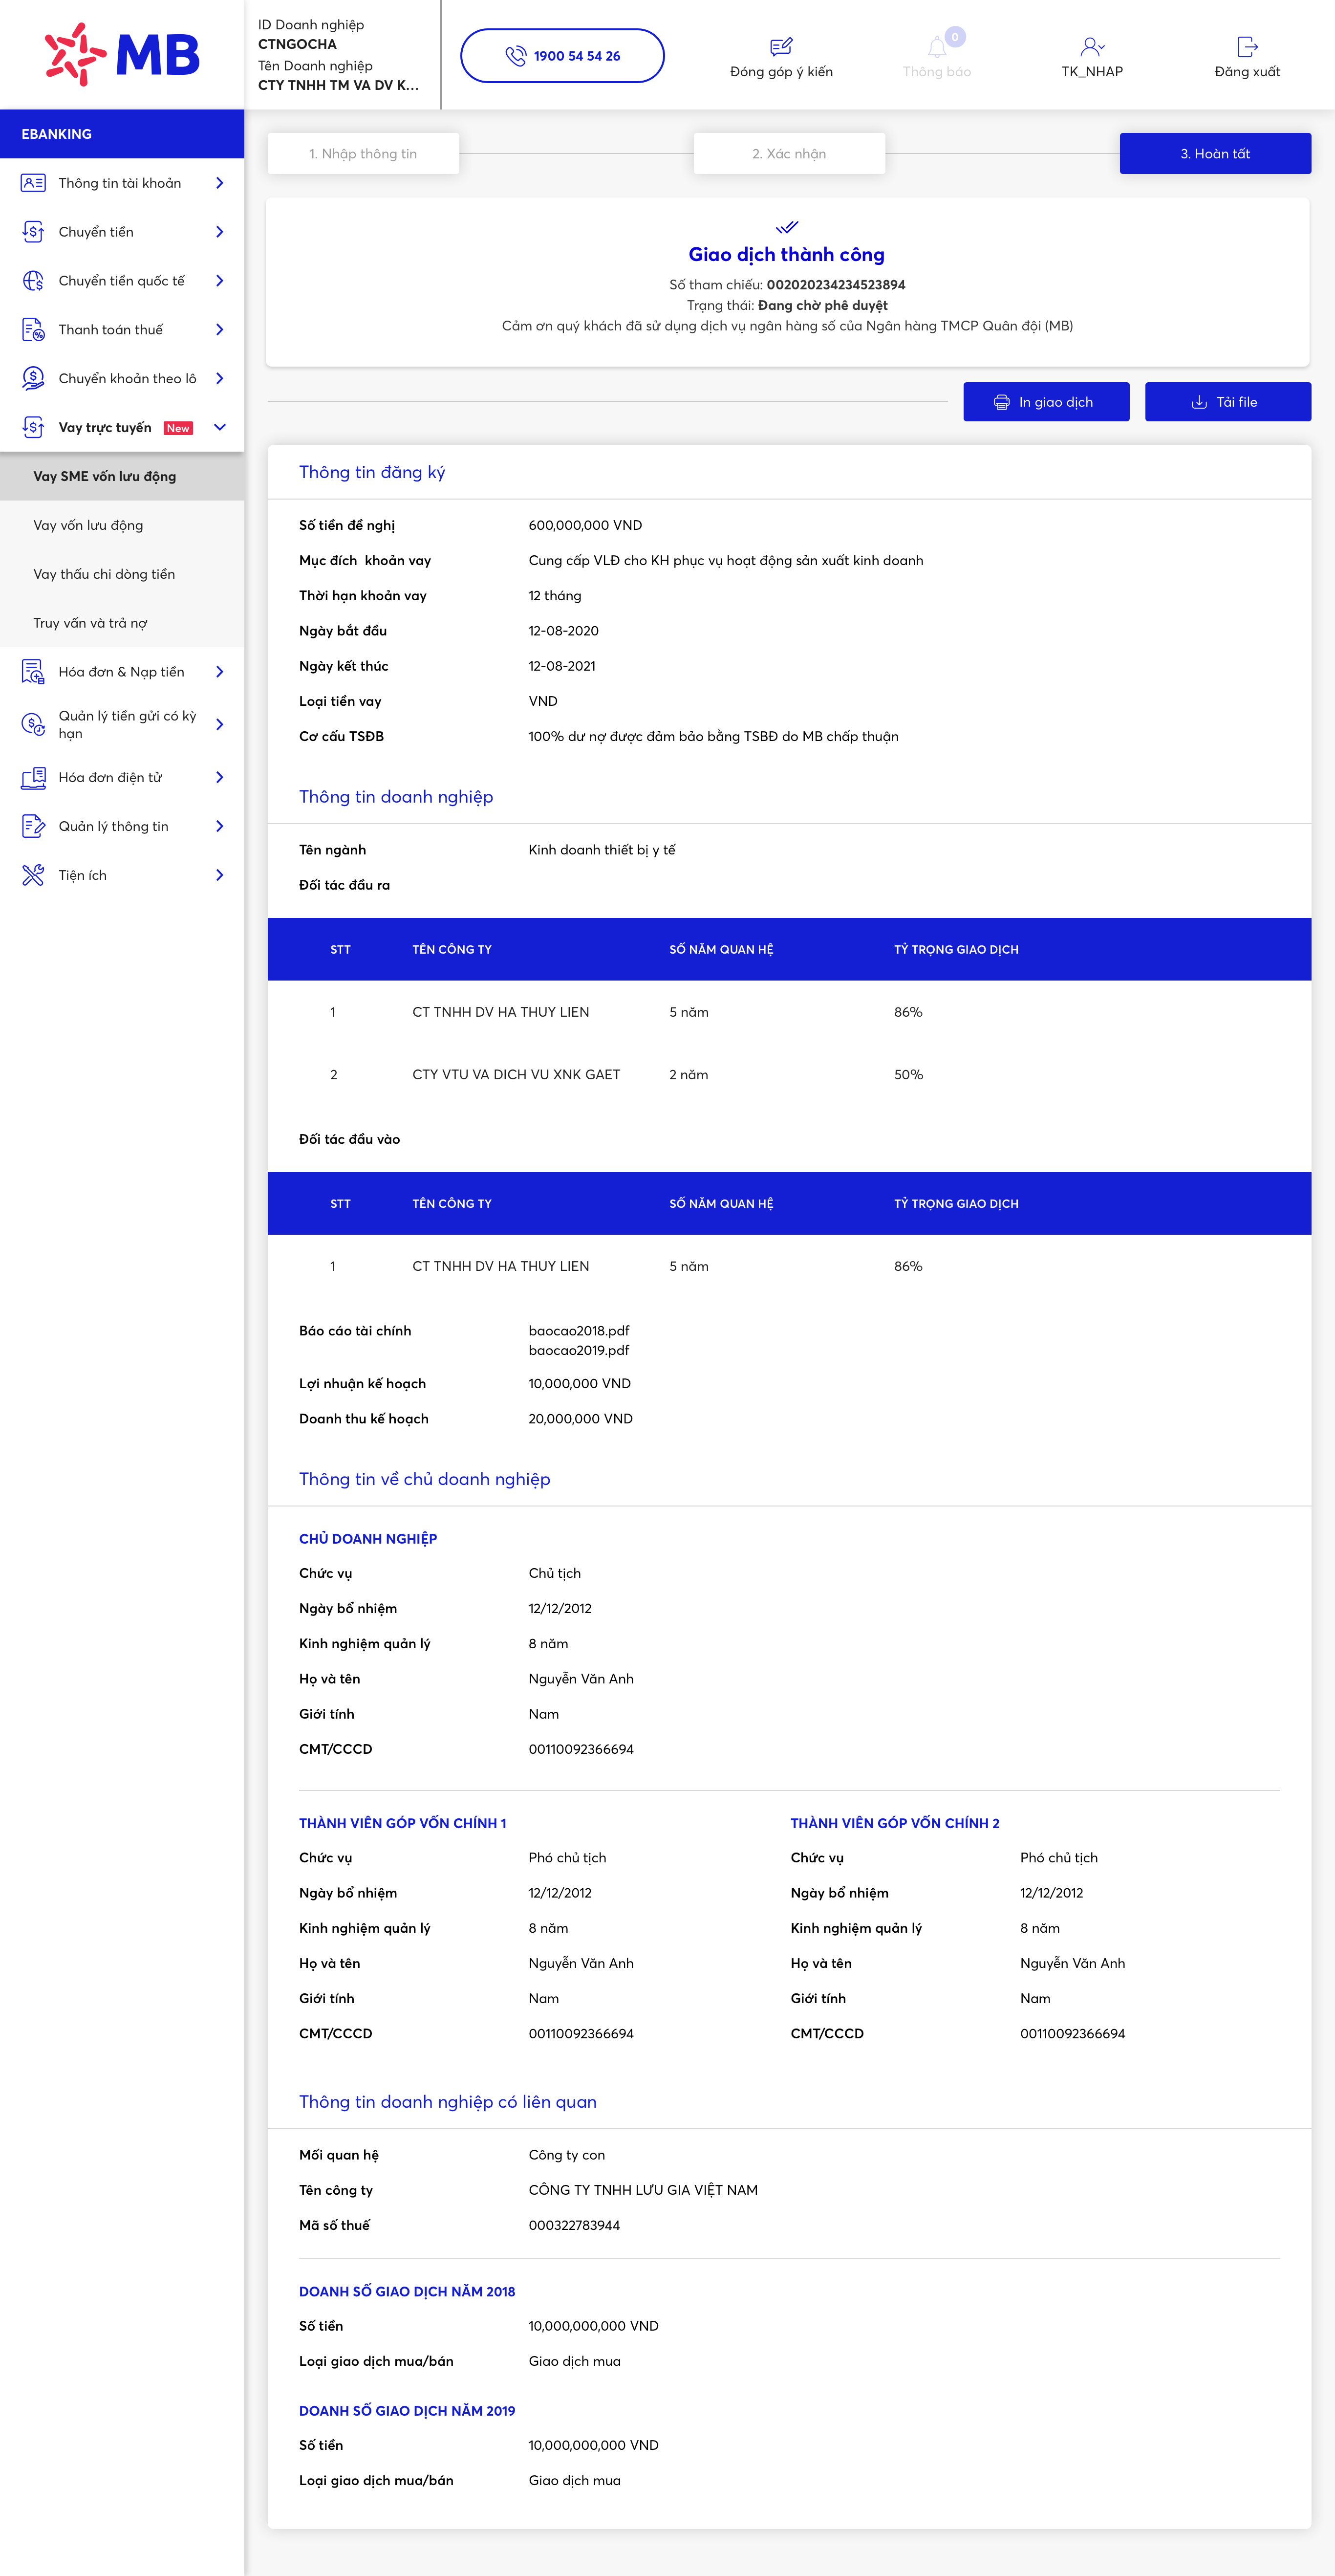 MB
ID Doanh nghiệp
CTNGOCHA
Tên Doanh nghiệp
CTY TNHH TM VA DV K...
1900 54 54 26
Đóng góp ý kiến
0
Thông báo
TK_NHAP
Đăng xuất
EBANKING
Thông tin tài khoản
Chuyển tiền
Chuyển tiền quốc tế
Thanh toán thuế
Chuyển khoản theo lô
Vay trực tuyến New
Vay SME vốn lưu động
Vay vốn lưu động
Vay thấu chi dòng tiền
Truy vấn và trả nợ
Hóa đơn & Nạp tiền
Quản lý tiền gửi có kỳ
hạn
Hóa đơn điện tử
Quản lý thông tin
Tiện ích
1. Nhập thông tin
2. Xác nhận
3. Hoàn tất
Giao dịch thành công
Số tham chiếu: 002020234234523894
Trạng thái: Đang chờ phê duyệt
Cảm ơn quý khách đã sử dụng dịch vụ ngân hàng số của Ngân hàng TMCP Quân đội (MB)
In giao dịch
Tải file
Thông tin đăng ký
Số tiền đề nghị 600,000,000 VND
Mục đích khoản vay Cung cấp VLĐ cho KH phục vụ hoạt động sản xuất kinh doanh
Thời hạn khoản vay 12 tháng
Ngày bắt đầu 12-08-2020
Ngày kết thúc 12-08-2021
Loại tiền vay VND
Cơ cấu TSĐB 100% dư nợ được đảm bảo bằng TSBĐ do MB chấp thuận
Thông tin doanh nghiệp
Tên ngành Kinh doanh thiết bị y tế
Đối tác đầu ra
STT TÊN CÔNG TY SỐ NĂM QUAN HỆ TỶ TRỌNG GIAO DỊCH
1 CT TNHH DV HA THUY LIEN 5 năm 86%
2 CTY VTU VA DICH VU XNK GAET 2 năm 50%
Đối tác đầu vào
STT TÊN CÔNG TY SỐ NĂM QUAN HỆ TỶ TRỌNG GIAO DỊCH
1 CT TNHH DV HA THUY LIEN 5 năm 86%
Báo cáo tài chính baocao2018.pdf
baocao2019.pdf
Lợi nhuận kế hoạch 10,000,000 VND
Doanh thu kế hoạch 20,000,000 VND
Thông tin về chủ doanh nghiệp
CHỦ DOANH NGHIỆP
Chức vụ Chủ tịch
Ngày bổ nhiệm 12/12/2012
Kinh nghiệm quản lý 8 năm
Họ và tên Nguyễn Văn Anh
Giới tính Nam
CMT/CCCD 00110092366694
THÀNH VIÊN GÓP VỐN CHÍNH 1
Chức vụ Phó chủ tịch
Ngày bổ nhiệm 12/12/2012
Kinh nghiệm quản lý 8 năm
Họ và tên Nguyễn Văn Anh
Giới tính Nam
CMT/CCCD 00110092366694
THÀNH VIÊN GÓP VỐN CHÍNH 2
Chức vụ Phó chủ tịch
Ngày bổ nhiệm 12/12/2012
Kinh nghiệm quản lý 8 năm
Họ và tên Nguyễn Văn Anh
Giới tính Nam
CMT/CCCD 00110092366694
Thông tin doanh nghiệp có liên quan
Mối quan hệ Công ty con
Tên công ty CÔNG TY TNHH LƯU GIA VIỆT NAM
Mã số thuế 000322783944
DOANH SỐ GIAO DỊCH NĂM 2018
Số tiền 10,000,000,000 VND
Loại giao dịch mua/bán Giao dịch mua
DOANH SỐ GIAO DỊCH NĂM 2019
Số tiền 10,000,000,000 VND
Loại giao dịch mua/bán Giao dịch mua